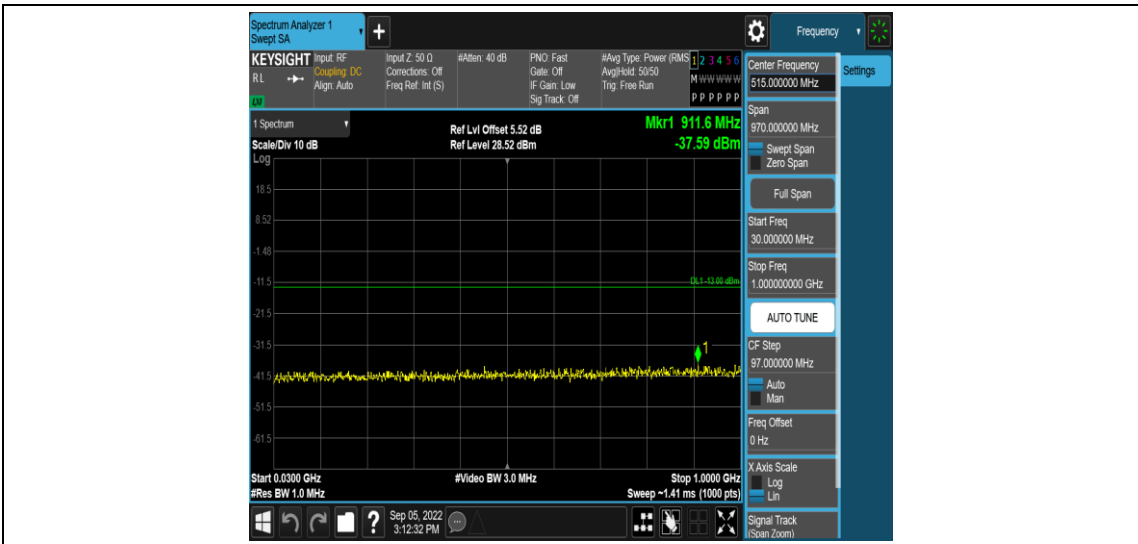 Spectrum Analyzer 1
Swept SA
+
Frequency
KEYSIGHT
RL
LXI
Input: RF
Coupling: DC
Align: Auto
Input Z: 50 Ω
Corrections: Off
Freq Ref: Int (S)
#Atten: 40 dB
PNO: Fast
Gate: Off
IF Gain: Low
Sig Track: Off
#Avg Type: Power (RMS
Avg|Hold: 50/50
Trig: Free Run
1 2 3 4 5 6
M W W W W W
P P P P P P
1 Spectrum
Scale/Div 10 dB
Log
Ref Lvl Offset 5.52 dB
Ref Level 28.52 dBm
Mkr1 911.6 MHz
-37.59 dBm
18.5
8.52
-1.48
-11.5
DL1 -13.00 dBm
-21.5
-31.5
1
-41.5
-51.5
-61.5
Start 0.0300 GHz
#Res BW 1.0 MHz
#Video BW 3.0 MHz
Stop 1.0000 GHz
Sweep ~1.41 ms (1000 pts)
?
Sep 05, 2022
3:12:32 PM
Center Frequency
515.000000 MHz
Settings
Span
970.000000 MHz
Swept Span
Zero Span
Full Span
Start Freq
30.000000 MHz
Stop Freq
1.000000000 GHz
AUTO TUNE
CF Step
97.000000 MHz
Auto
Man
Freq Offset
0 Hz
X Axis Scale
Log
Lin
Signal Track
(Span Zoom)